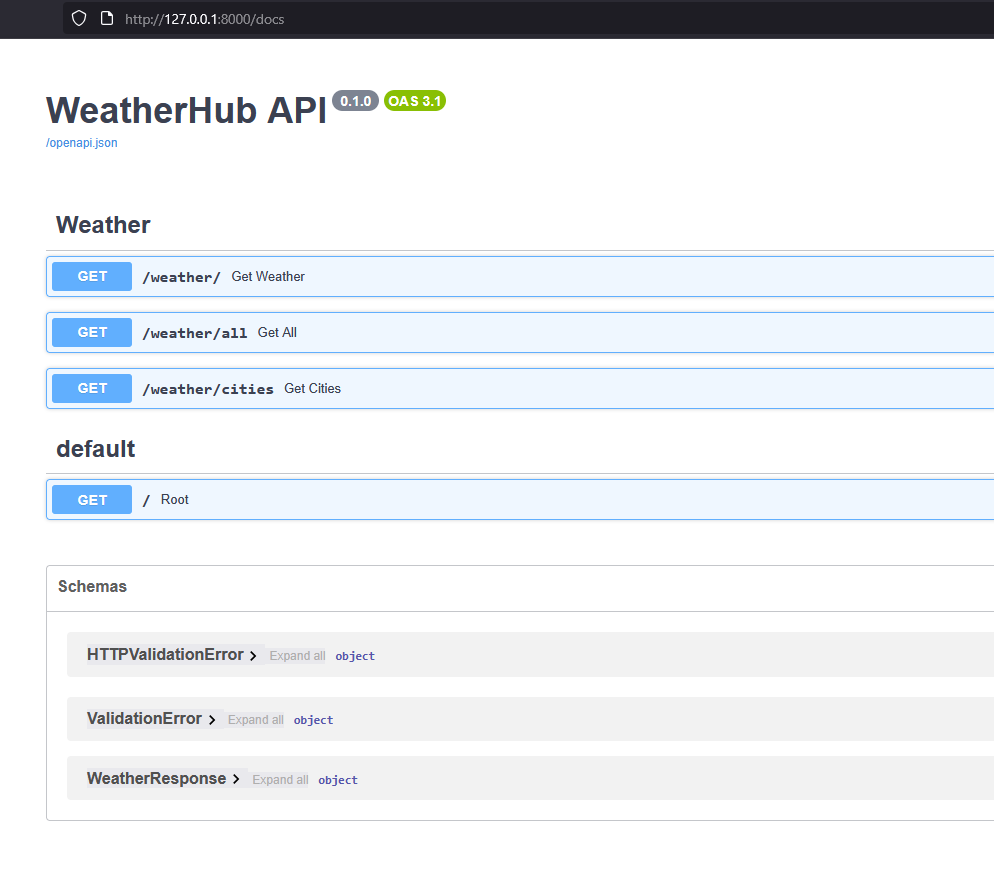 http://127.0.0.1:8000/docs
WeatherHub API 0.1.0 OAS 3.1
/openapi.json
Weather
GET /weather/ Get Weather
GET /weather/all Get All
GET /weather/cities Get Cities
default
GET / Root
Schemas
HTTPValidationError Expand all object
ValidationError Expand all object
WeatherResponse Expand all object